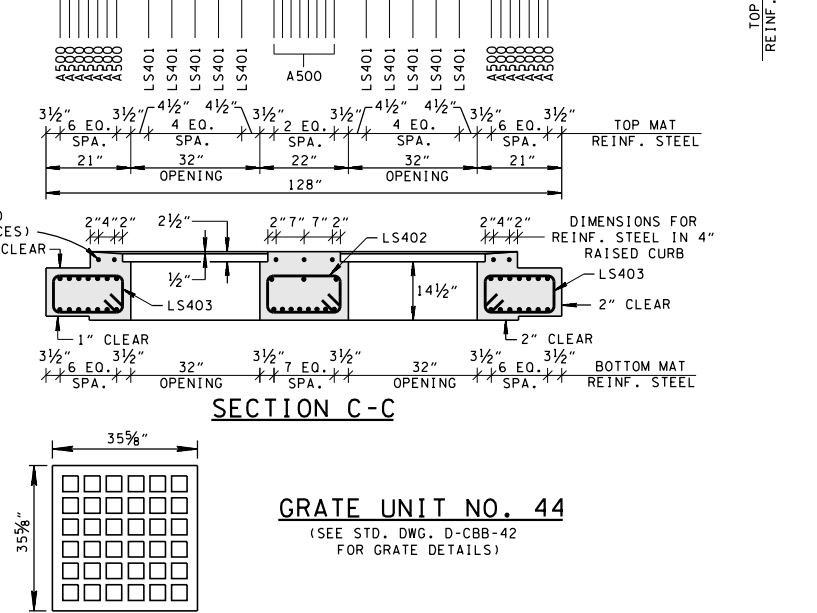 TOP
REINF.
A500 A500 A500 A500 A500 A500 LS401 LS401 LS401 LS401 LS401 A500 LS401 LS401 LS401 LS401 LS401 A500 A500 A500 A500 A500 A500
3½" 3½" 4½" 4½" 3½" 3½" 4½" 4½" 3½" 3½"
6 EQ. 4 EQ. 2 EQ. 4 EQ. 6 EQ. TOP MAT
SPA. SPA. SPA. SPA. SPA. REINF. STEEL
21" 32" 22" 32" 21"
OPENING OPENING
128"
2"4"2" 2½" 2"7" 7"2" 2"4"2" DIMENSIONS FOR
CES) LS402 REINF. STEEL IN 4"
CLEAR RAISED CURB
½" 14½" LS403
LS403 2" CLEAR
1" CLEAR 2" CLEAR
3½" 3½" 3½" 3½" 3½" 3½"
6 EQ. 32" 7 EQ. 32" 6 EQ. BOTTOM MAT
SPA. OPENING SPA. OPENING SPA. REINF. STEEL
SECTION C-C
35⅝"
35⅝"
GRATE UNIT NO. 44
(SEE STD. DWG. D-CBB-42
FOR GRATE DETAILS)